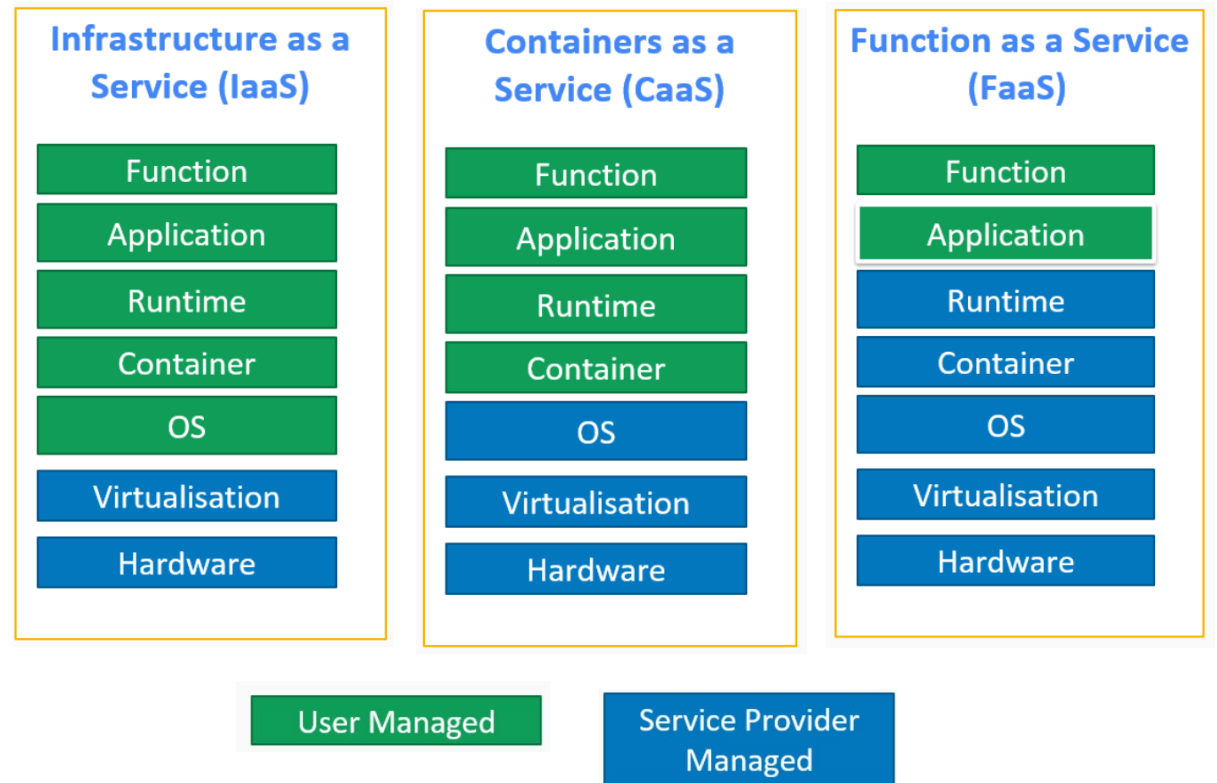 Infrastructure as a
Service (IaaS)
Function
Application
Runtime
Container
OS
Virtualisation
Hardware
Containers as a
Service (CaaS)
Function
Application
Runtime
Container
OS
Virtualisation
Hardware
Function as a Service
(FaaS)
Function
Application
Runtime
Container
OS
Virtualisation
Hardware
User Managed
Service Provider
Managed